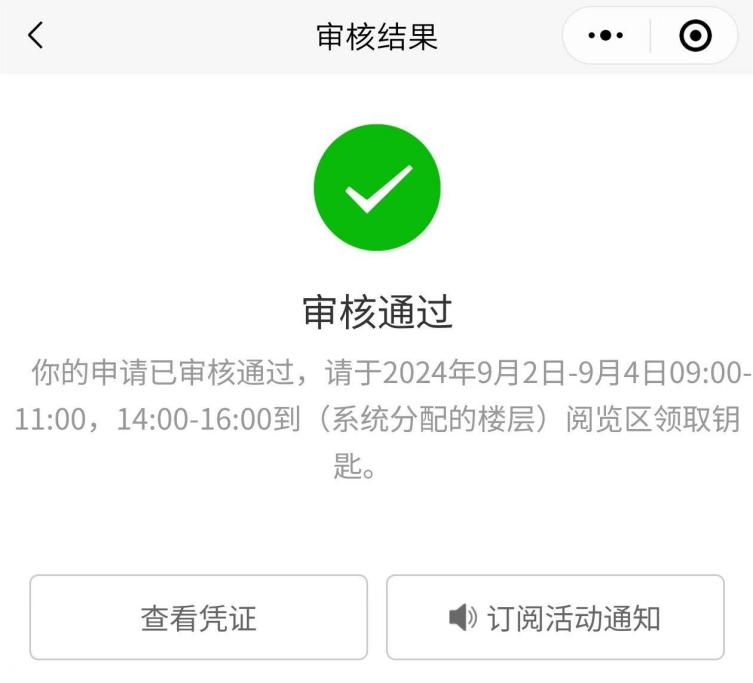 审核结果
审核通过
你的申请已审核通过，请于2024年9月2日-9月4日09:00-
11:00，14:00-16:00到（系统分配的楼层）阅览区领取钥
匙。
查看凭证
订阅活动通知